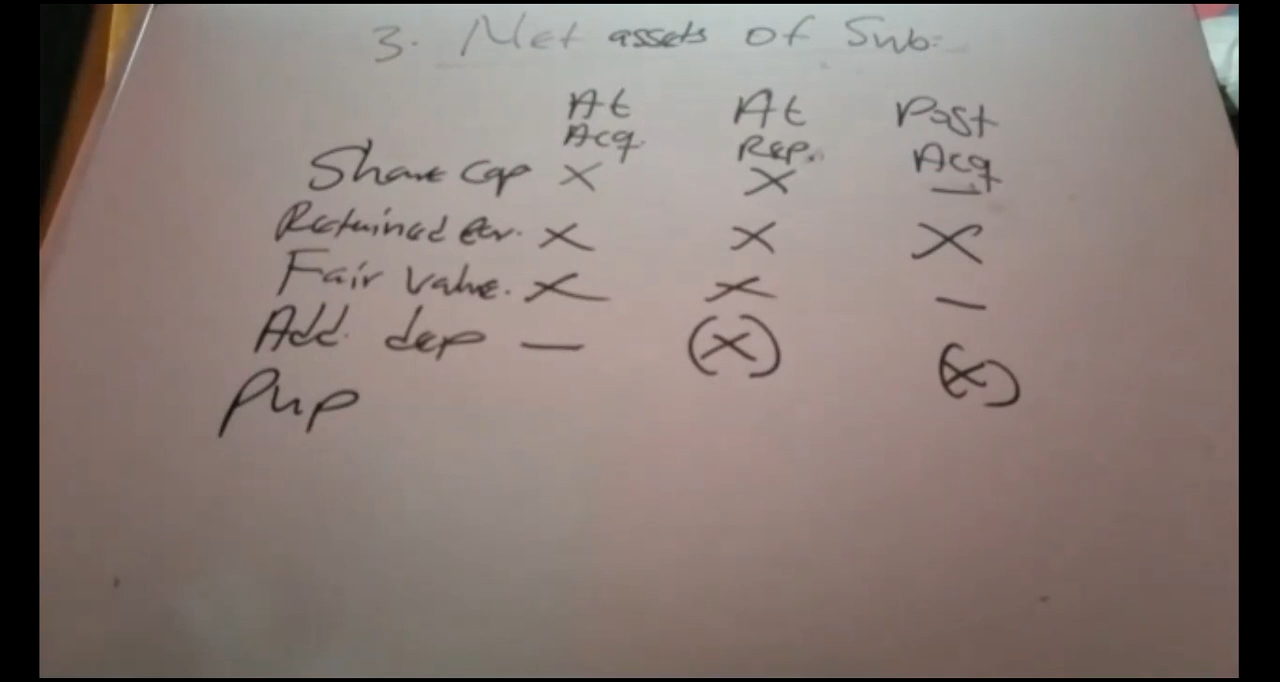 3. Net assets of Sub:
At At Post
Acq. Rep. Acq
Share cap X X —
Retained ear. X X X
Fair value. X X —
Add. dep — (X) (X)
Pup